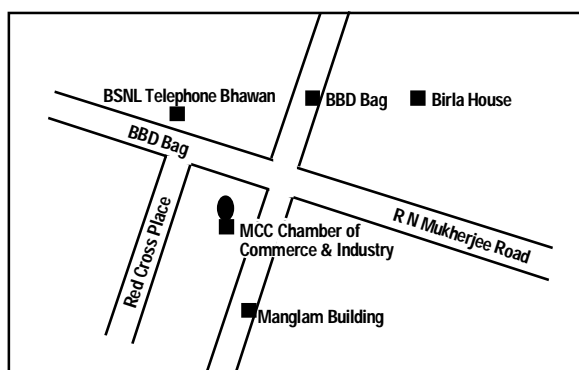 BSNL Telephone Bhawan
BBD Bag
Birla House
BBD Bag
Red Cross Place
MCC Chamber of
Commerce & Industry
R N Mukherjee Road
Manglam Building